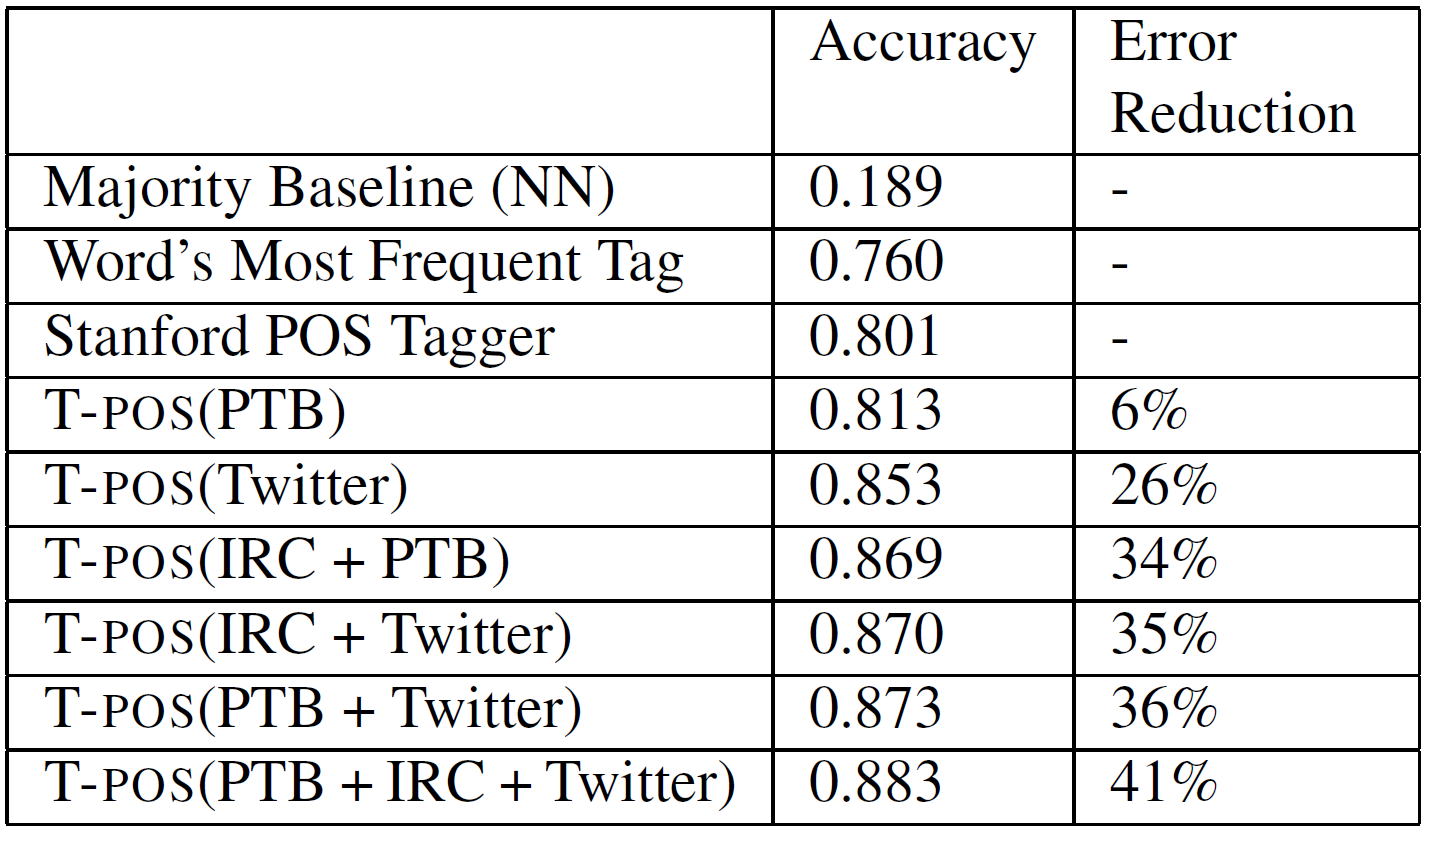 Accuracy Error
Reduction
Majority Baseline (NN) 0.189 -
Word's Most Frequent Tag 0.760 -
Stanford POS Tagger 0.801 -
T-POS(PTB) 0.813 6%
T-POS(Twitter) 0.853 26%
T-POS(IRC + PTB) 0.869 34%
T-POS(IRC + Twitter) 0.870 35%
T-POS(PTB + Twitter) 0.873 36%
T-POS(PTB + IRC + Twitter) 0.883 41%